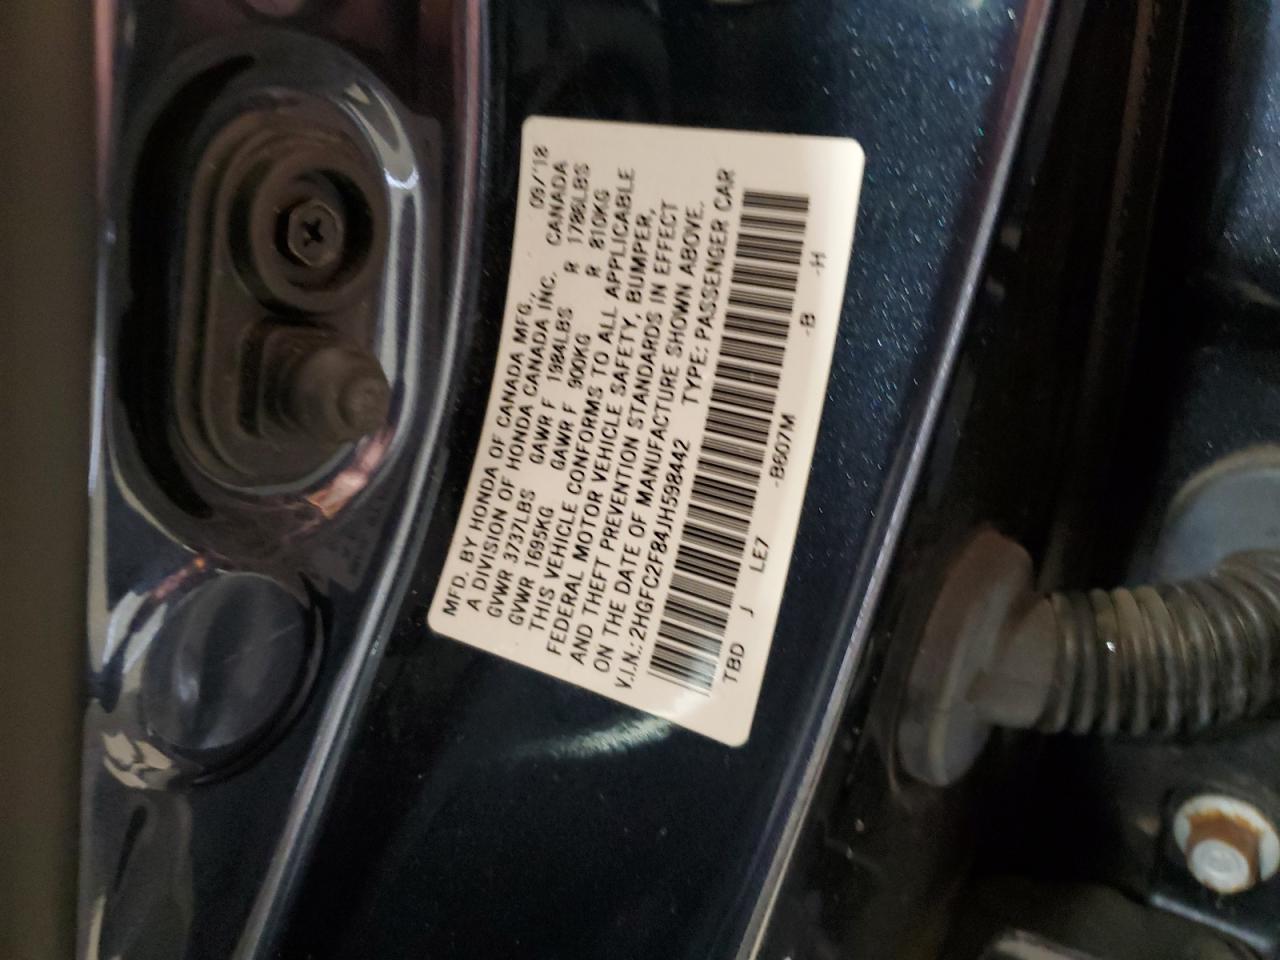 MFD. BY HONDA OF CANADA MFG., 09/18
A DIVISION OF HONDA CANADA INC. CANADA
GVWR 3737LBS GAWR F 1984LBS R 1786LBS
GVWR 1695KG GAWR F 900KG R 810KG
THIS VEHICLE CONFORMS TO ALL APPLICABLE
FEDERAL MOTOR VEHICLE SAFETY, BUMPER,
AND THEFT PREVENTION STANDARDS IN EFFECT
ON THE DATE OF MANUFACTURE SHOWN ABOVE.
V.I.N.: 2HGFC2F84JH598442 TYPE: PASSENGER CAR
TBD J LE7 -B607M -B -H